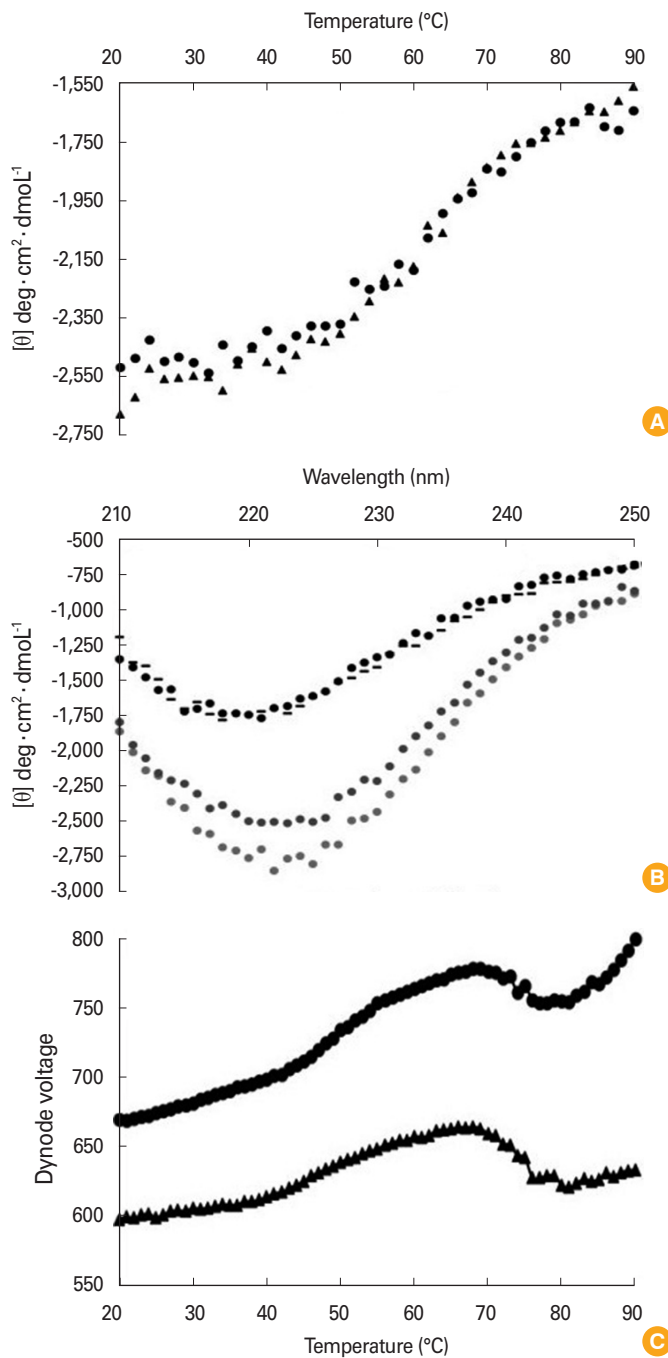 Temperature (°C)
20 30 40 50 60 70 80 90
-1,550
-1,750
-1,950
-2,150
-2,350
-2,550
-2,750
[θ] deg·cm²·dmoL⁻¹
A
Wavelength (nm)
210 220 230 240 250
-500
-750
-1,000
-1,250
-1,500
-1,750
-2,000
-2,250
-2,500
-2,750
-3,000
[θ] deg·cm²·dmoL⁻¹
B
800
750
700
650
600
550
Dynode voltage
20 30 40 50 60 70 80 90
Temperature (°C)
C